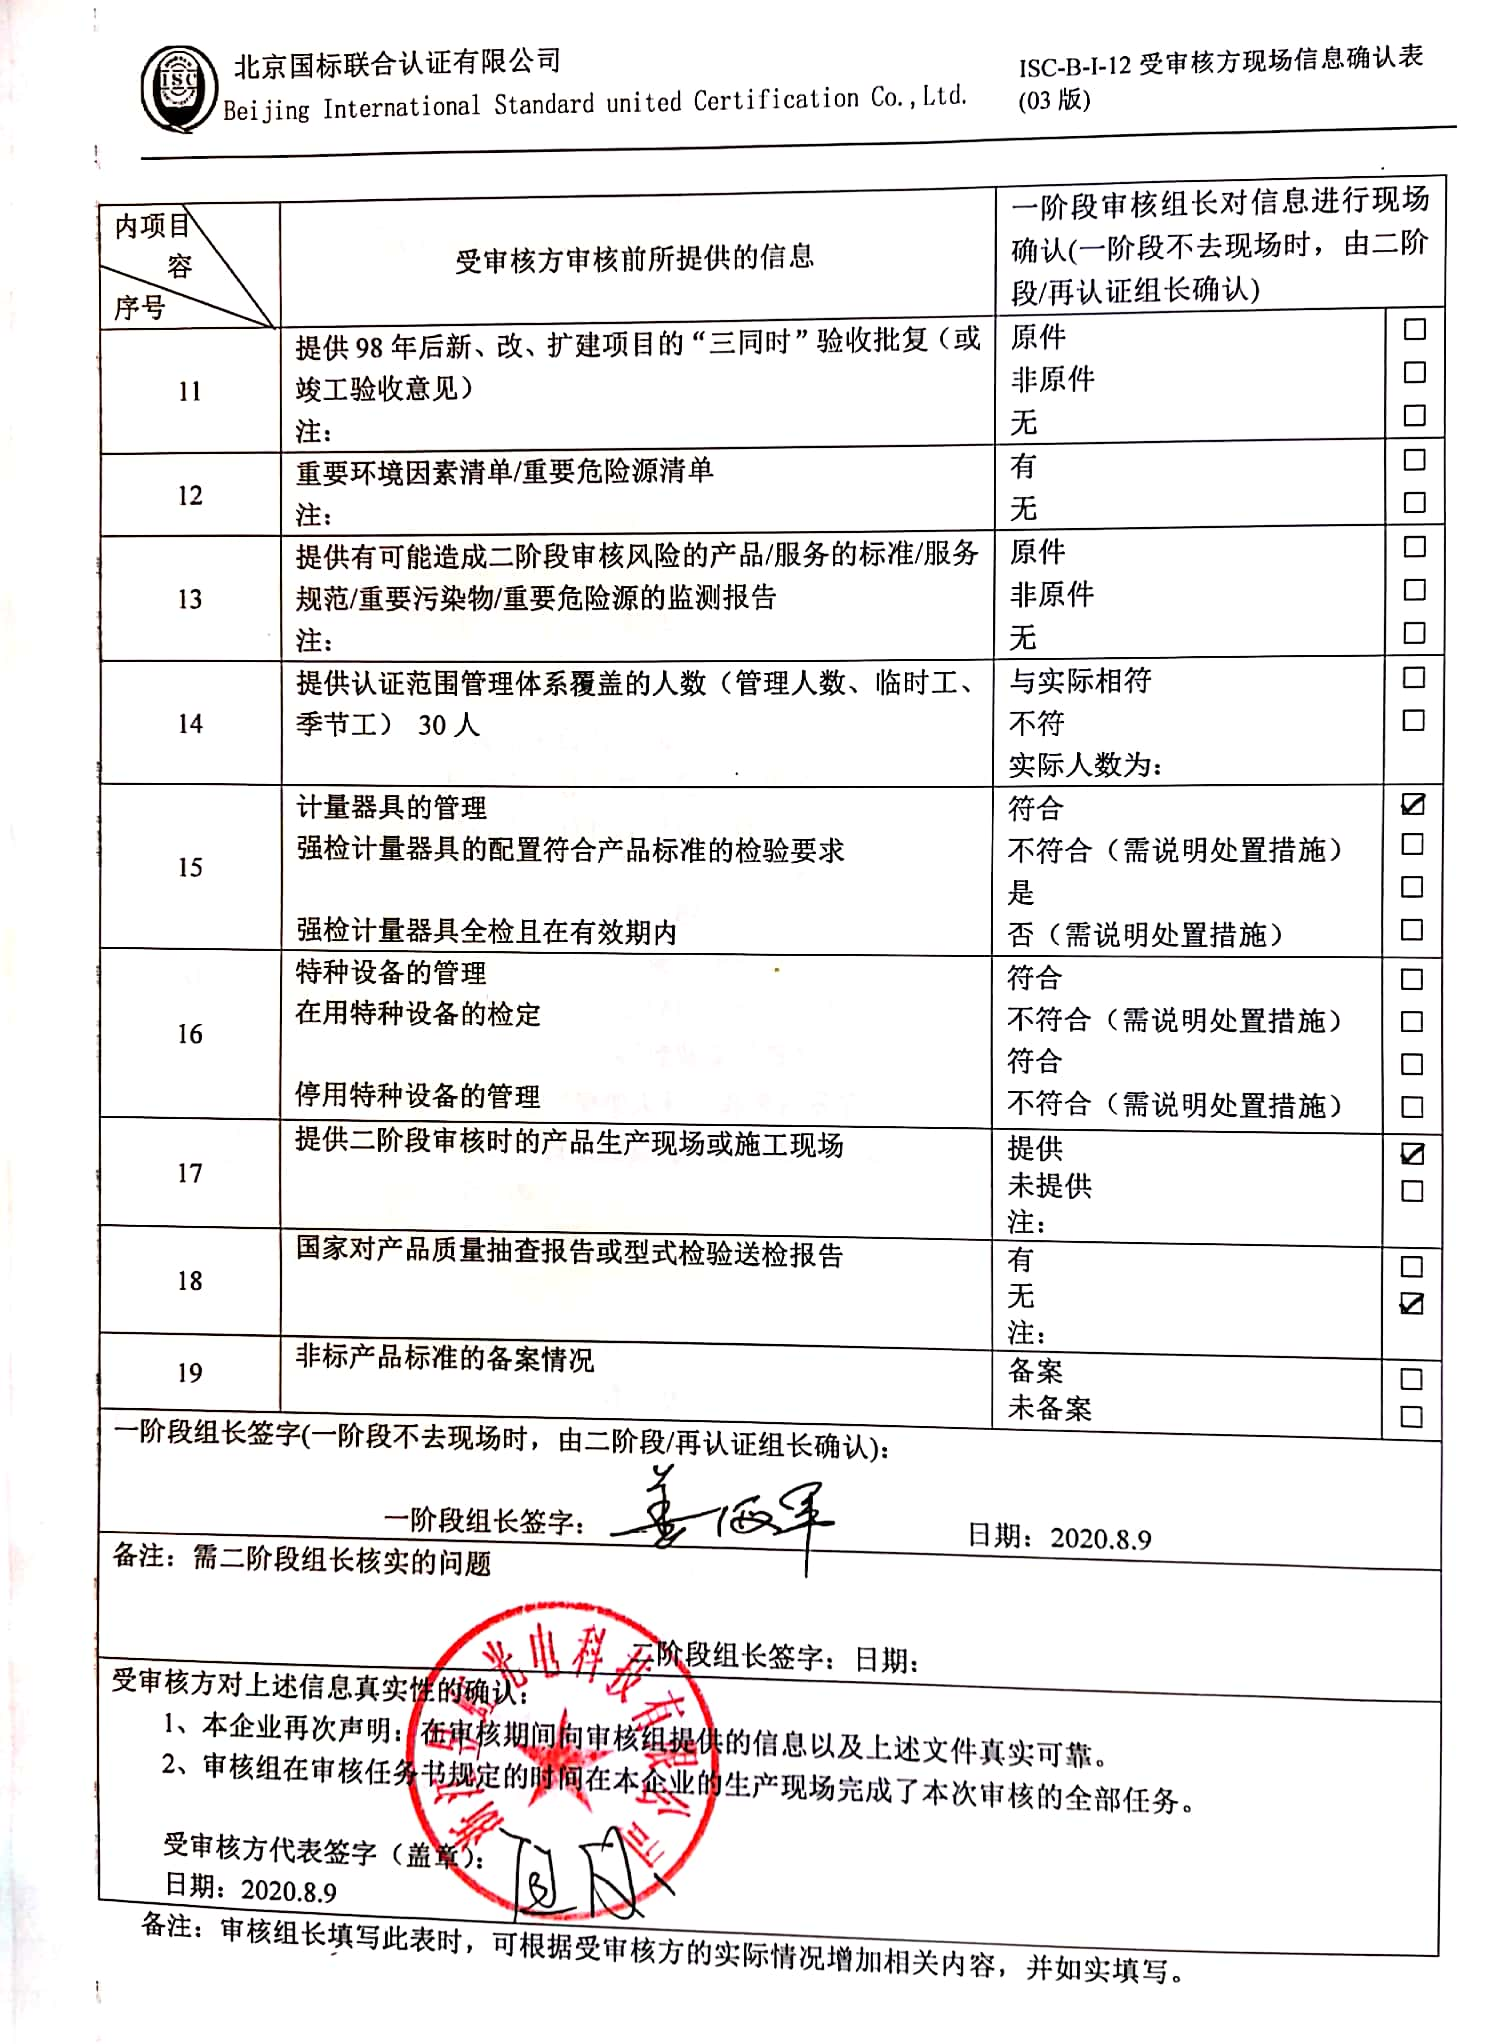 ISC
北京国标联合认证有限公司
Beijing International Standard united Certification Co.,Ltd.
ISC-B-I-12 受审核方现场信息确认表
(03 版)
内项目
容
序号
受审核方审核前所提供的信息
一阶段审核组长对信息进行现场
确认(一阶段不去现场时，由二阶
段/再认证组长确认)
11
提供 98 年后新、改、扩建项目的“三同时”验收批复（或
竣工验收意见）
注：
原件 □
非原件 □
无 □
12
重要环境因素清单/重要危险源清单
注：
有 □
无 □
13
提供有可能造成二阶段审核风险的产品/服务的标准/服务
规范/重要污染物/重要危险源的监测报告
注：
原件 □
非原件 □
无 □
14
提供认证范围管理体系覆盖的人数（管理人数、临时工、
季节工） 30 人
与实际相符 □
不符 □
实际人数为：
15
计量器具的管理
强检计量器具的配置符合产品标准的检验要求
强检计量器具全检且在有效期内
符合 ☑
不符合（需说明处置措施） □
是 □
否（需说明处置措施） □
16
特种设备的管理
在用特种设备的检定
停用特种设备的管理
符合 □
不符合（需说明处置措施） □
符合 □
不符合（需说明处置措施） □
17
提供二阶段审核时的产品生产现场或施工现场
提供 ☑
未提供 □
注：
18
国家对产品质量抽查报告或型式检验送检报告
有 □
无 ☑
注：
19
非标产品标准的备案情况
备案 □
未备案 □
一阶段组长签字(一阶段不去现场时，由二阶段/再认证组长确认)：
一阶段组长签字： 姜海军 日期：2020.8.9
备注：需二阶段组长核实的问题
二阶段组长签字：日期：
受审核方对上述信息真实性的确认：
1、本企业再次声明：在审核期间向审核组提供的信息以及上述文件真实可靠。
2、审核组在审核任务书规定的时间在本企业的生产现场完成了本次审核的全部任务。
光电科技有限公司
受审核方代表签字（盖章）：
日期：2020.8.9
备注：审核组长填写此表时，可根据受审核方的实际情况增加相关内容，并如实填写。